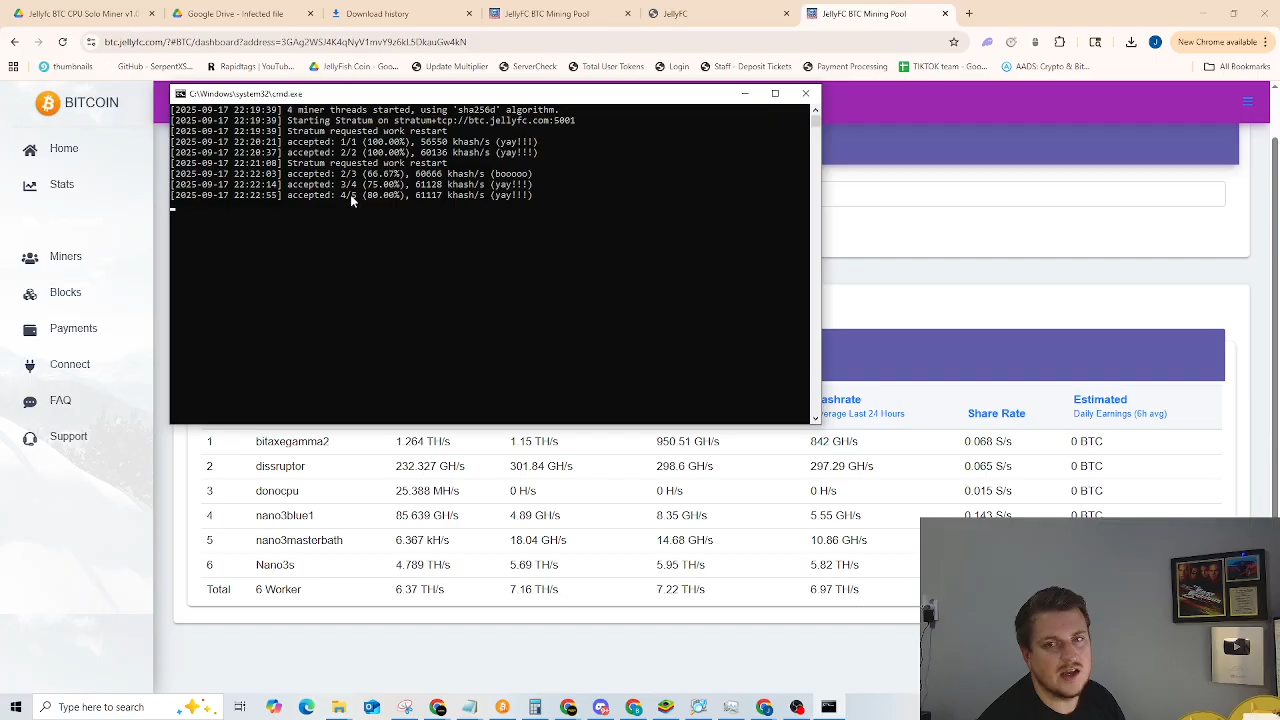 Jellyfc BTC CPU Solo Miner v1.0
Google Drive - Infected file
Download history
JellyFC BTC Mining Pool
JellyFC
JellyFC BTC Mining Pool
btc.jellyfc.com/?#BTC/dashboard?address=3GAg2WSJ4K4qNyV1mvY9z6kL5DkauGw4kN
New Chrome available
thumbnails
GitHub - SerpentXS...
Rapidtags | YouTub...
JellyFish Coin - Goo...
Update Multiplier
ServerCheck
Total User Tokens
Login
Staff - Deposits Tok...
Payments
TIKTOK team - Goo...
AADS: Crypto & Bit...
All Bookmarks
C:\Windows\system32\cmd.exe
[2025-09-17 22:19:39] 4 miner threads started, using 'sha256d' algorithm.
[2025-09-17 22:19:39] Starting Stratum on stratum+tcp://btc.jellyfc.com:5001
[2025-09-17 22:19:39] Stratum requested work restart
[2025-09-17 22:20:21] accepted: 1/1 (100.00%), 56550 khash/s (yay!!!)
[2025-09-17 22:20:37] accepted: 2/2 (100.00%), 60136 khash/s (yay!!!)
[2025-09-17 22:21:08] Stratum requested work restart
[2025-09-17 22:22:03] accepted: 2/3 (66.67%), 60666 khash/s (booooo)
[2025-09-17 22:22:14] accepted: 3/4 (75.00%), 61128 khash/s (yay!!!)
[2025-09-17 22:22:55] accepted: 4/5 (80.00%), 61117 khash/s (yay!!!)
BITCOIN
Home
Stats
Dashboard
Miners
Blocks
Payments
Connect
FAQ
Support
ashrate
verage Last 24 Hours
Share Rate
Estimated
Daily Earnings (6h avg)
1 bitaxegamma2 1.264 TH/s 1.15 TH/s 950.51 GH/s 842 GH/s 0.068 S/s 0 BTC
2 dissruptor 232.327 GH/s 301.84 GH/s 298.6 GH/s 297.29 GH/s 0.065 S/s 0 BTC
3 donocpu 25.388 MH/s 0 H/s 0 H/s 0 H/s 0.015 S/s 0 BTC
4 nano3blue1 85.639 GH/s 4.89 GH/s 8.35 GH/s 5.55 GH/s 0.143 S/s 0 BTC
5 nano3masterbath 6.367 kH/s 18.04 GH/s 14.68 GH/s 10.86 GH/s
6 Nano3s 4.789 TH/s 5.69 TH/s 5.95 TH/s 5.82 TH/s
Total 6 Worker 6.37 TH/s 7.16 TH/s 7.22 TH/s 6.97 TH/s
Type here to search